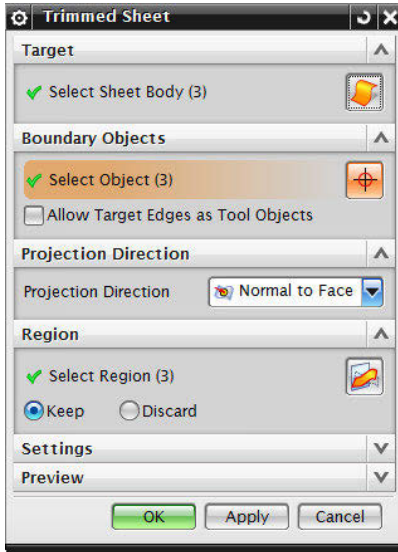 Trimmed Sheet
Target
Select Sheet Body (3)
Boundary Objects
Select Object (3)
Allow Target Edges as Tool Objects
Projection Direction
Projection Direction Normal to Face
Region
Select Region (3)
Keep Discard
Settings
Preview
OK Apply Cancel